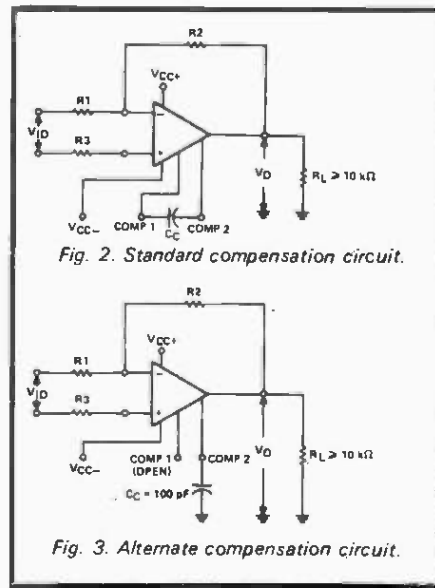 R2
VCC+
R1
−
VID
R3
+
VCC−
COMP 1
CC
COMP 2
VO
RL ≥ 10 kΩ
Fig. 2. Standard compensation circuit.
R2
VCC+
R1
−
VID
R3
+
VCC−
COMP 1
(OPEN)
COMP 2
CC = 100 pF
VO
RL ≥ 10 kΩ
Fig. 3. Alternate compensation circuit.